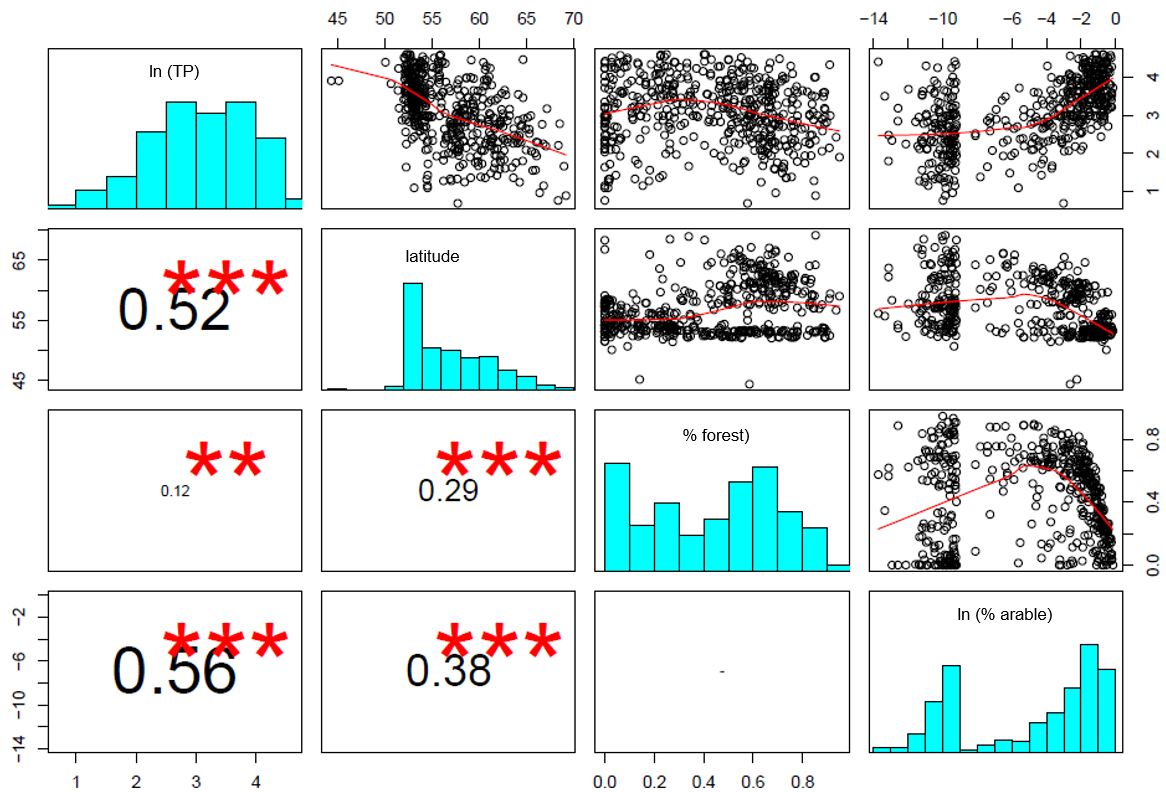 45 50 55 60 65 70 -14 -10 -6 -2 0
ln (TP)
1 2 3 4
45 55 65
0.52 ***
latitude
0.12 **
0.29 ***
% forest)
0.0 0.4 0.8
-14 -10 -6 -2
0.56 ***
0.38 ***
-
ln (% arable)
1 2 3 4 0.0 0.2 0.4 0.6 0.8